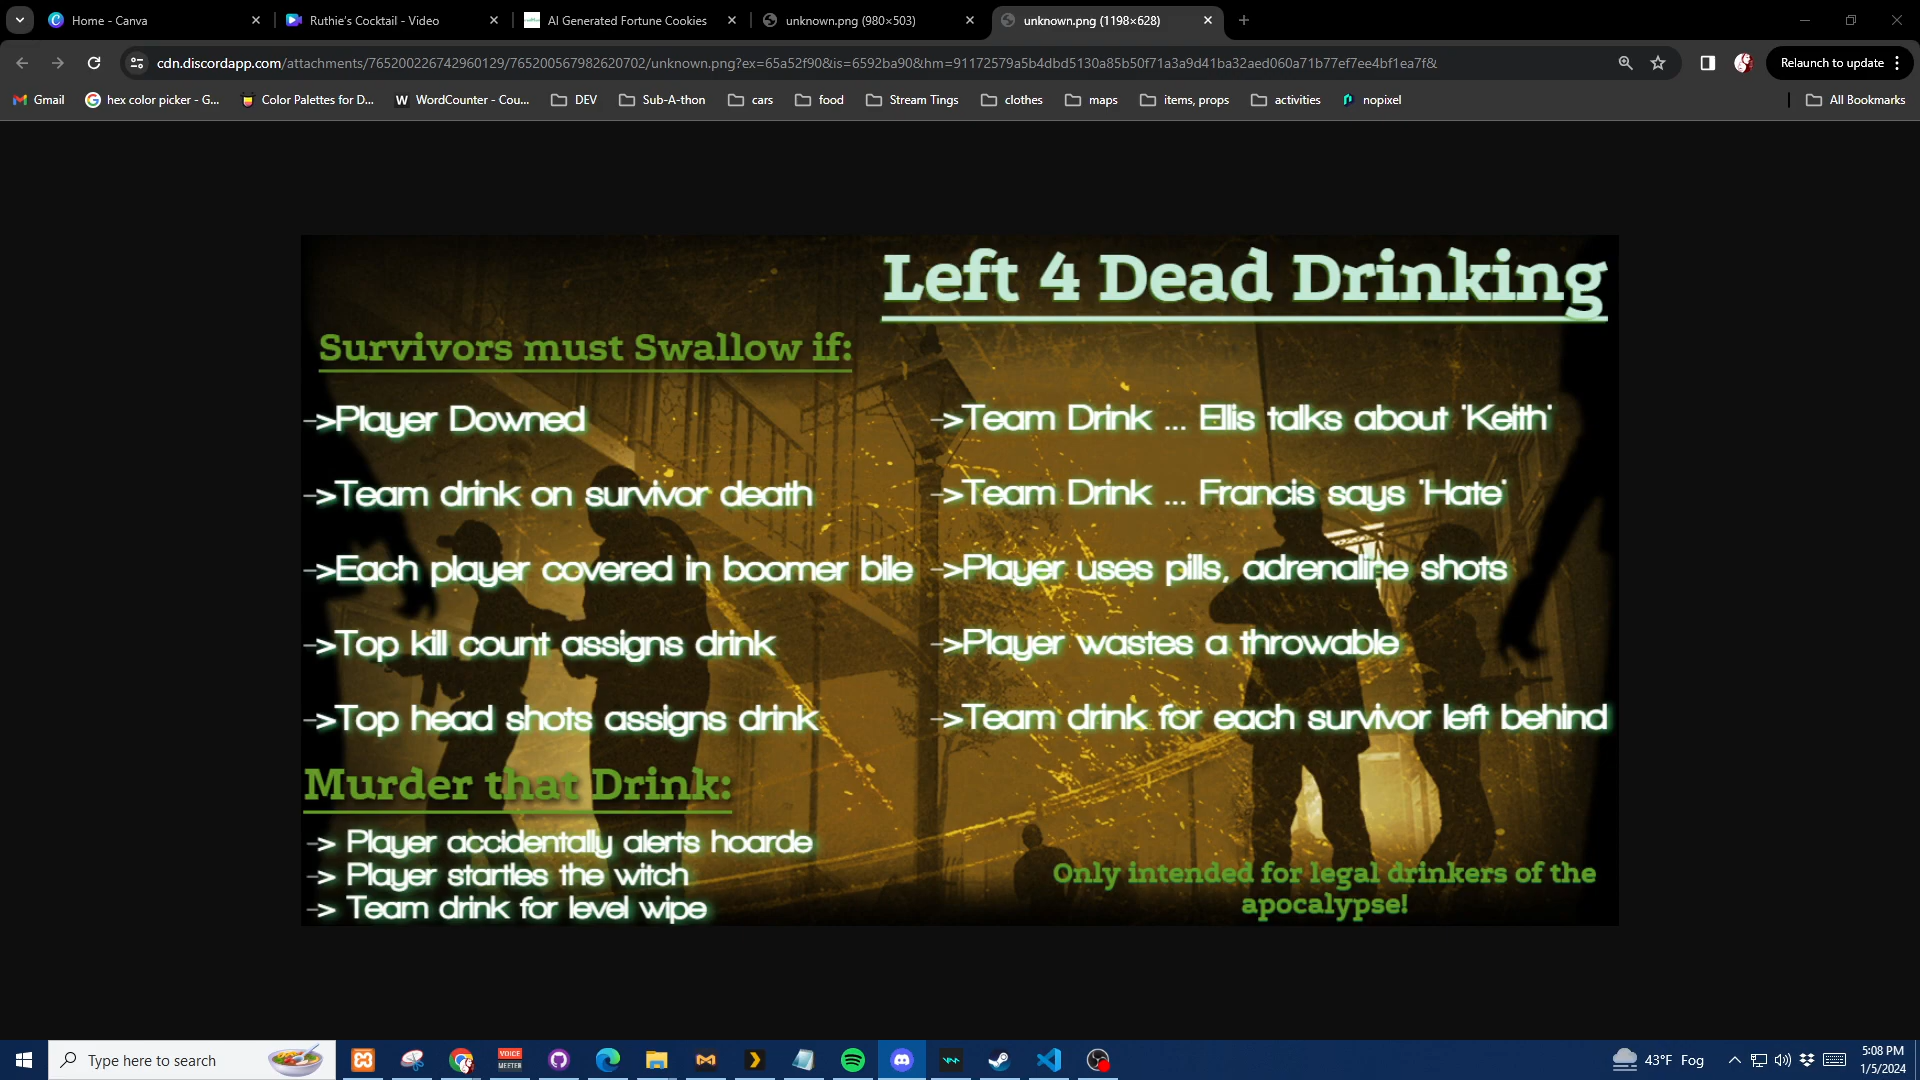 Home - Canva
Ruthie's Cocktail - Video
AI Generated Fortune Cookies
unknown.png (980×503)
unknown.png (1198×628)
cdn.discordapp.com/attachments/765200226742960129/765200567982620702/unknown.png?ex=65a52f90&is=6592ba90&hm=91172579a5b4dbd5130a85b50f71a3a9d41ba32aed060a71b77ef7ee4bf1ea7f&
Relaunch to update
Gmail
hex color picker - G...
Color Palettes for D...
WordCounter - Cou...
DEV
Sub-A-thon
cars
food
Stream Tings
clothes
maps
items, props
activities
nopixel
All Bookmarks
Left 4 Dead Drinking
Survivors must Swallow if:
->Player Downed
->Team drink on survivor death
->Each player covered in boomer bile
->Top kill count assigns drink
->Top head shots assigns drink
->Team Drink ... Ellis talks about 'Keith'
->Team Drink ... Francis says 'Hate'
->Player uses pills, adrenaline shots
->Player wastes a throwable
->Team drink for each survivor left behind
Murder that Drink:
-> Player accidentally alerts hoarde
-> Player startles the witch
-> Team drink for level wipe
Only intended for legal drinkers of the
apocalypse!
Type here to search
VOICE
MEETER
43°F Fog
5:08 PM
1/5/2024